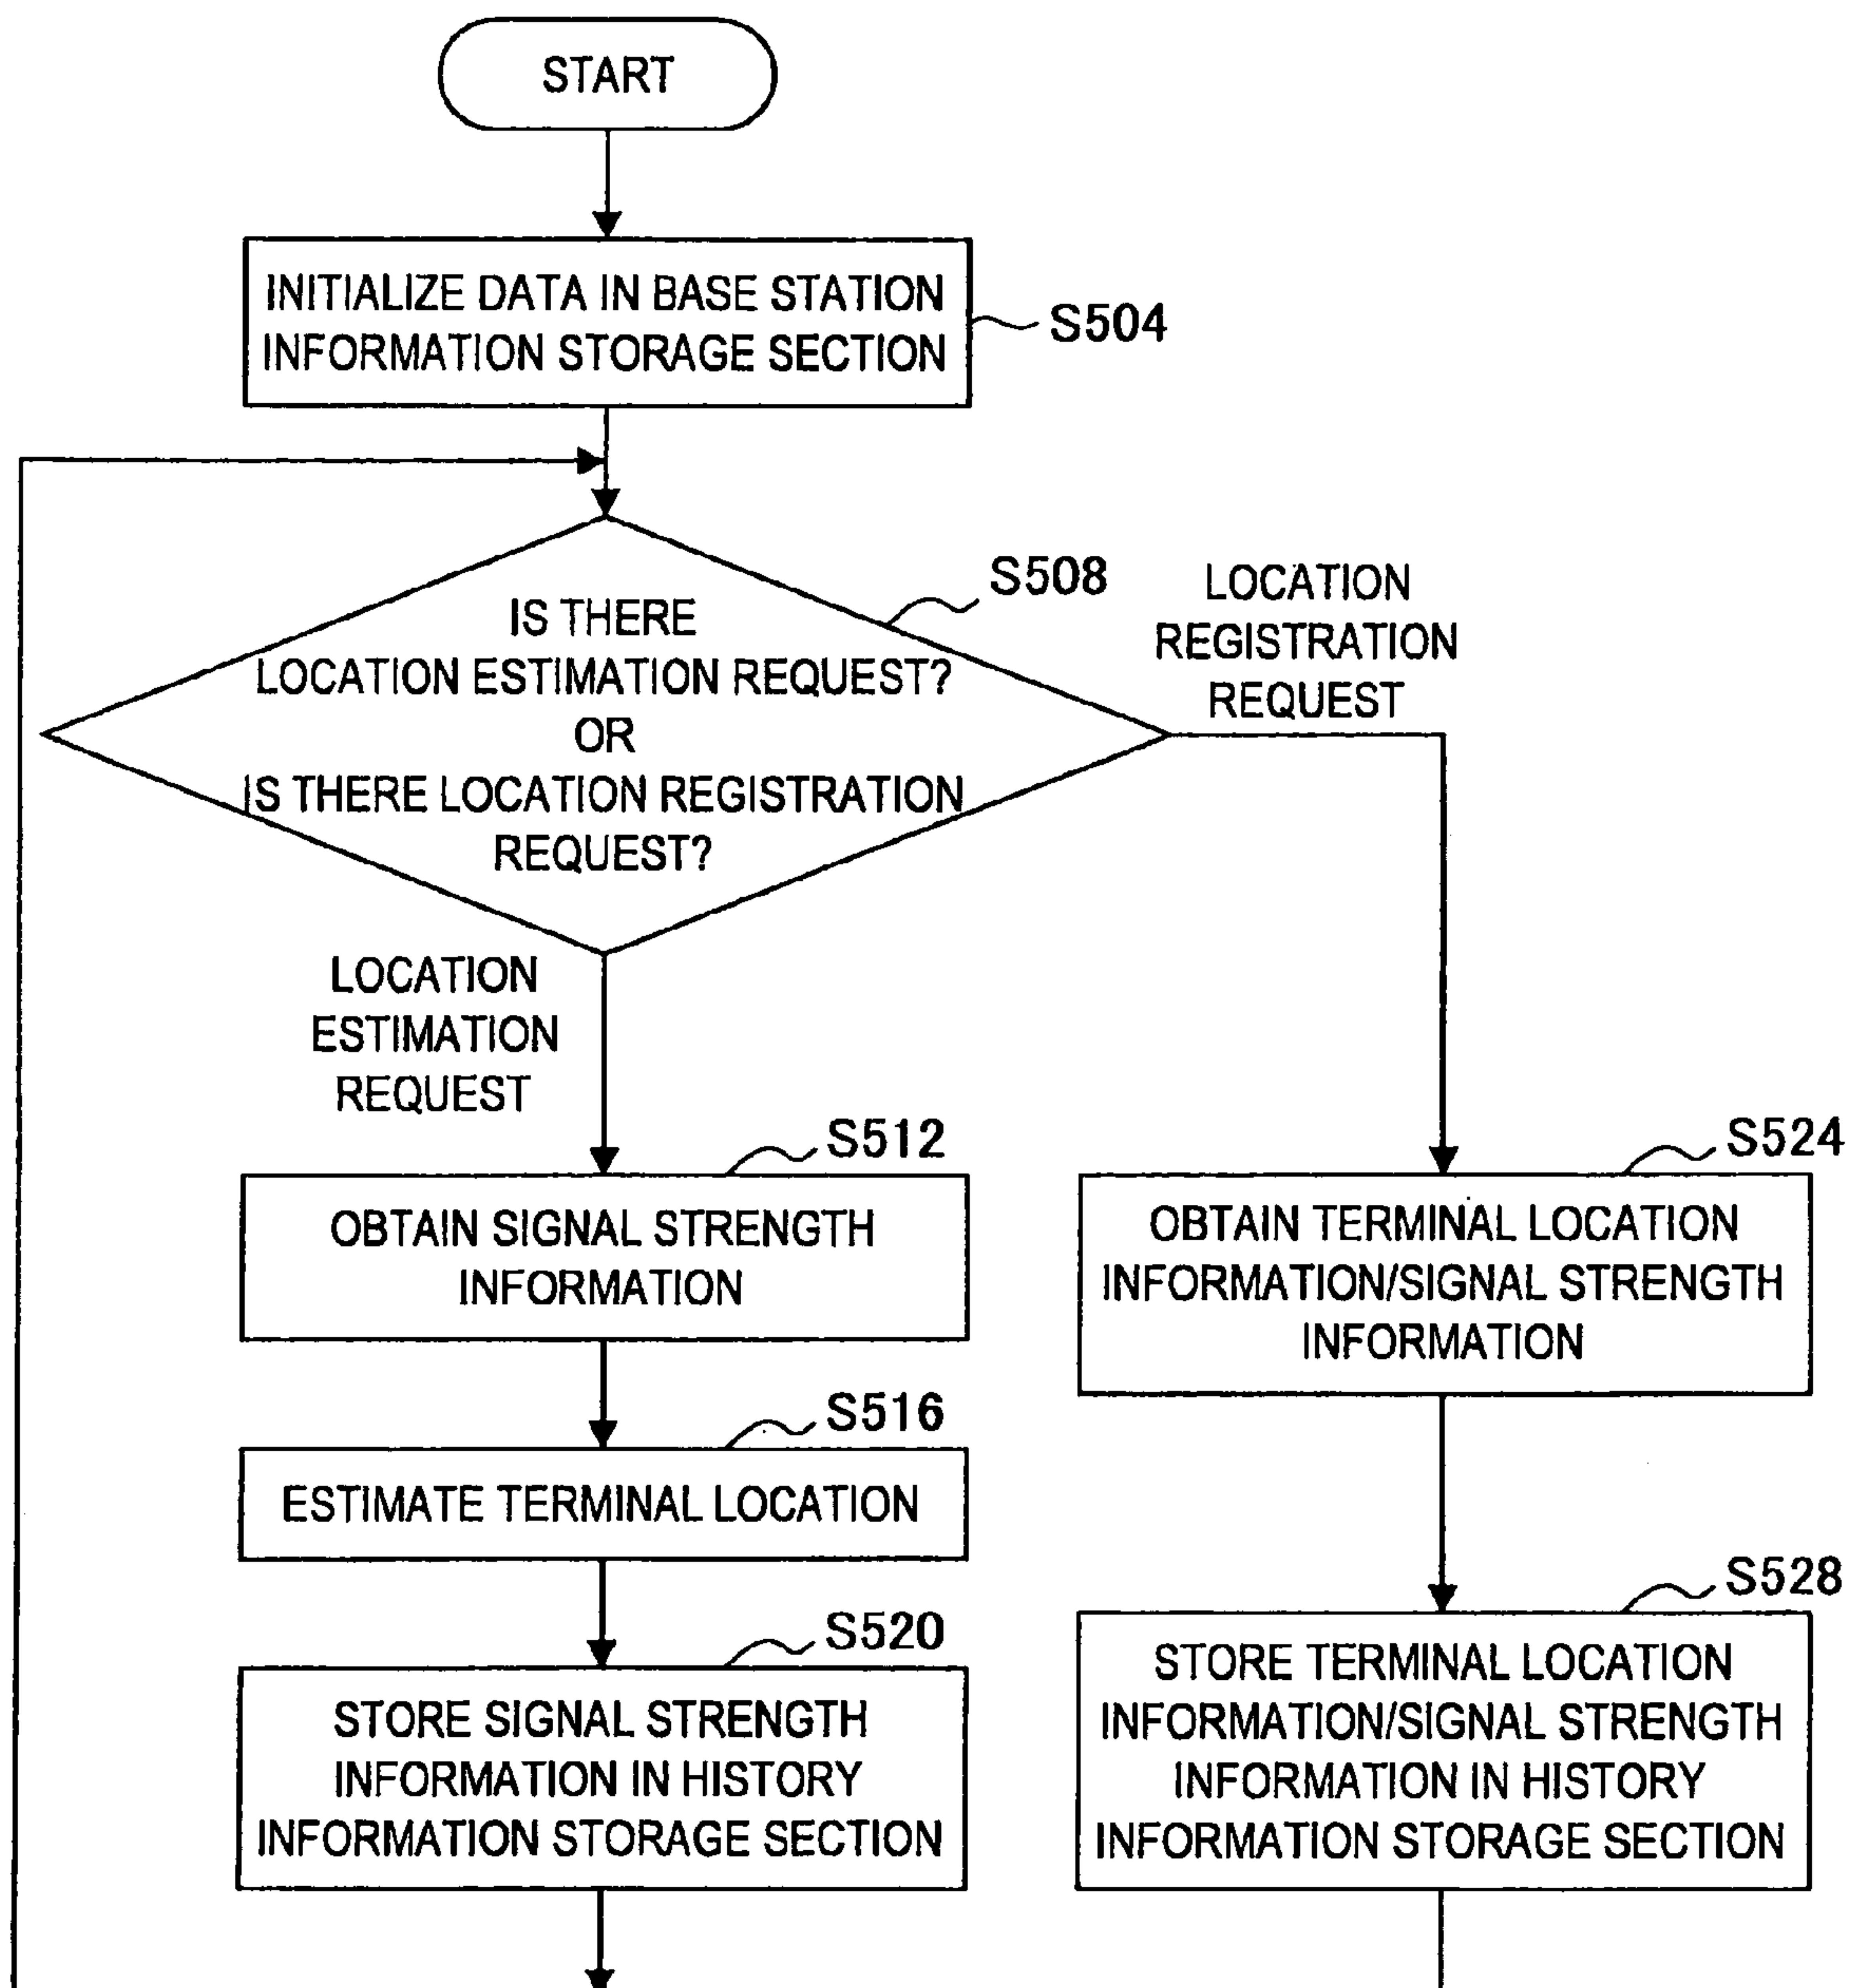 START
INITIALIZE DATA IN BASE STATION
INFORMATION STORAGE SECTION
S504
S508
IS THERE
LOCATION ESTIMATION REQUEST?
OR
IS THERE LOCATION REGISTRATION
REQUEST?
LOCATION
REGISTRATION
REQUEST
LOCATION
ESTIMATION
REQUEST
S512
OBTAIN SIGNAL STRENGTH
INFORMATION
S516
ESTIMATE TERMINAL LOCATION
S520
STORE SIGNAL STRENGTH
INFORMATION IN HISTORY
INFORMATION STORAGE SECTION
S524
OBTAIN TERMINAL LOCATION
INFORMATION/SIGNAL STRENGTH
INFORMATION
S528
STORE TERMINAL LOCATION
INFORMATION/SIGNAL STRENGTH
INFORMATION IN HISTORY
INFORMATION STORAGE SECTION